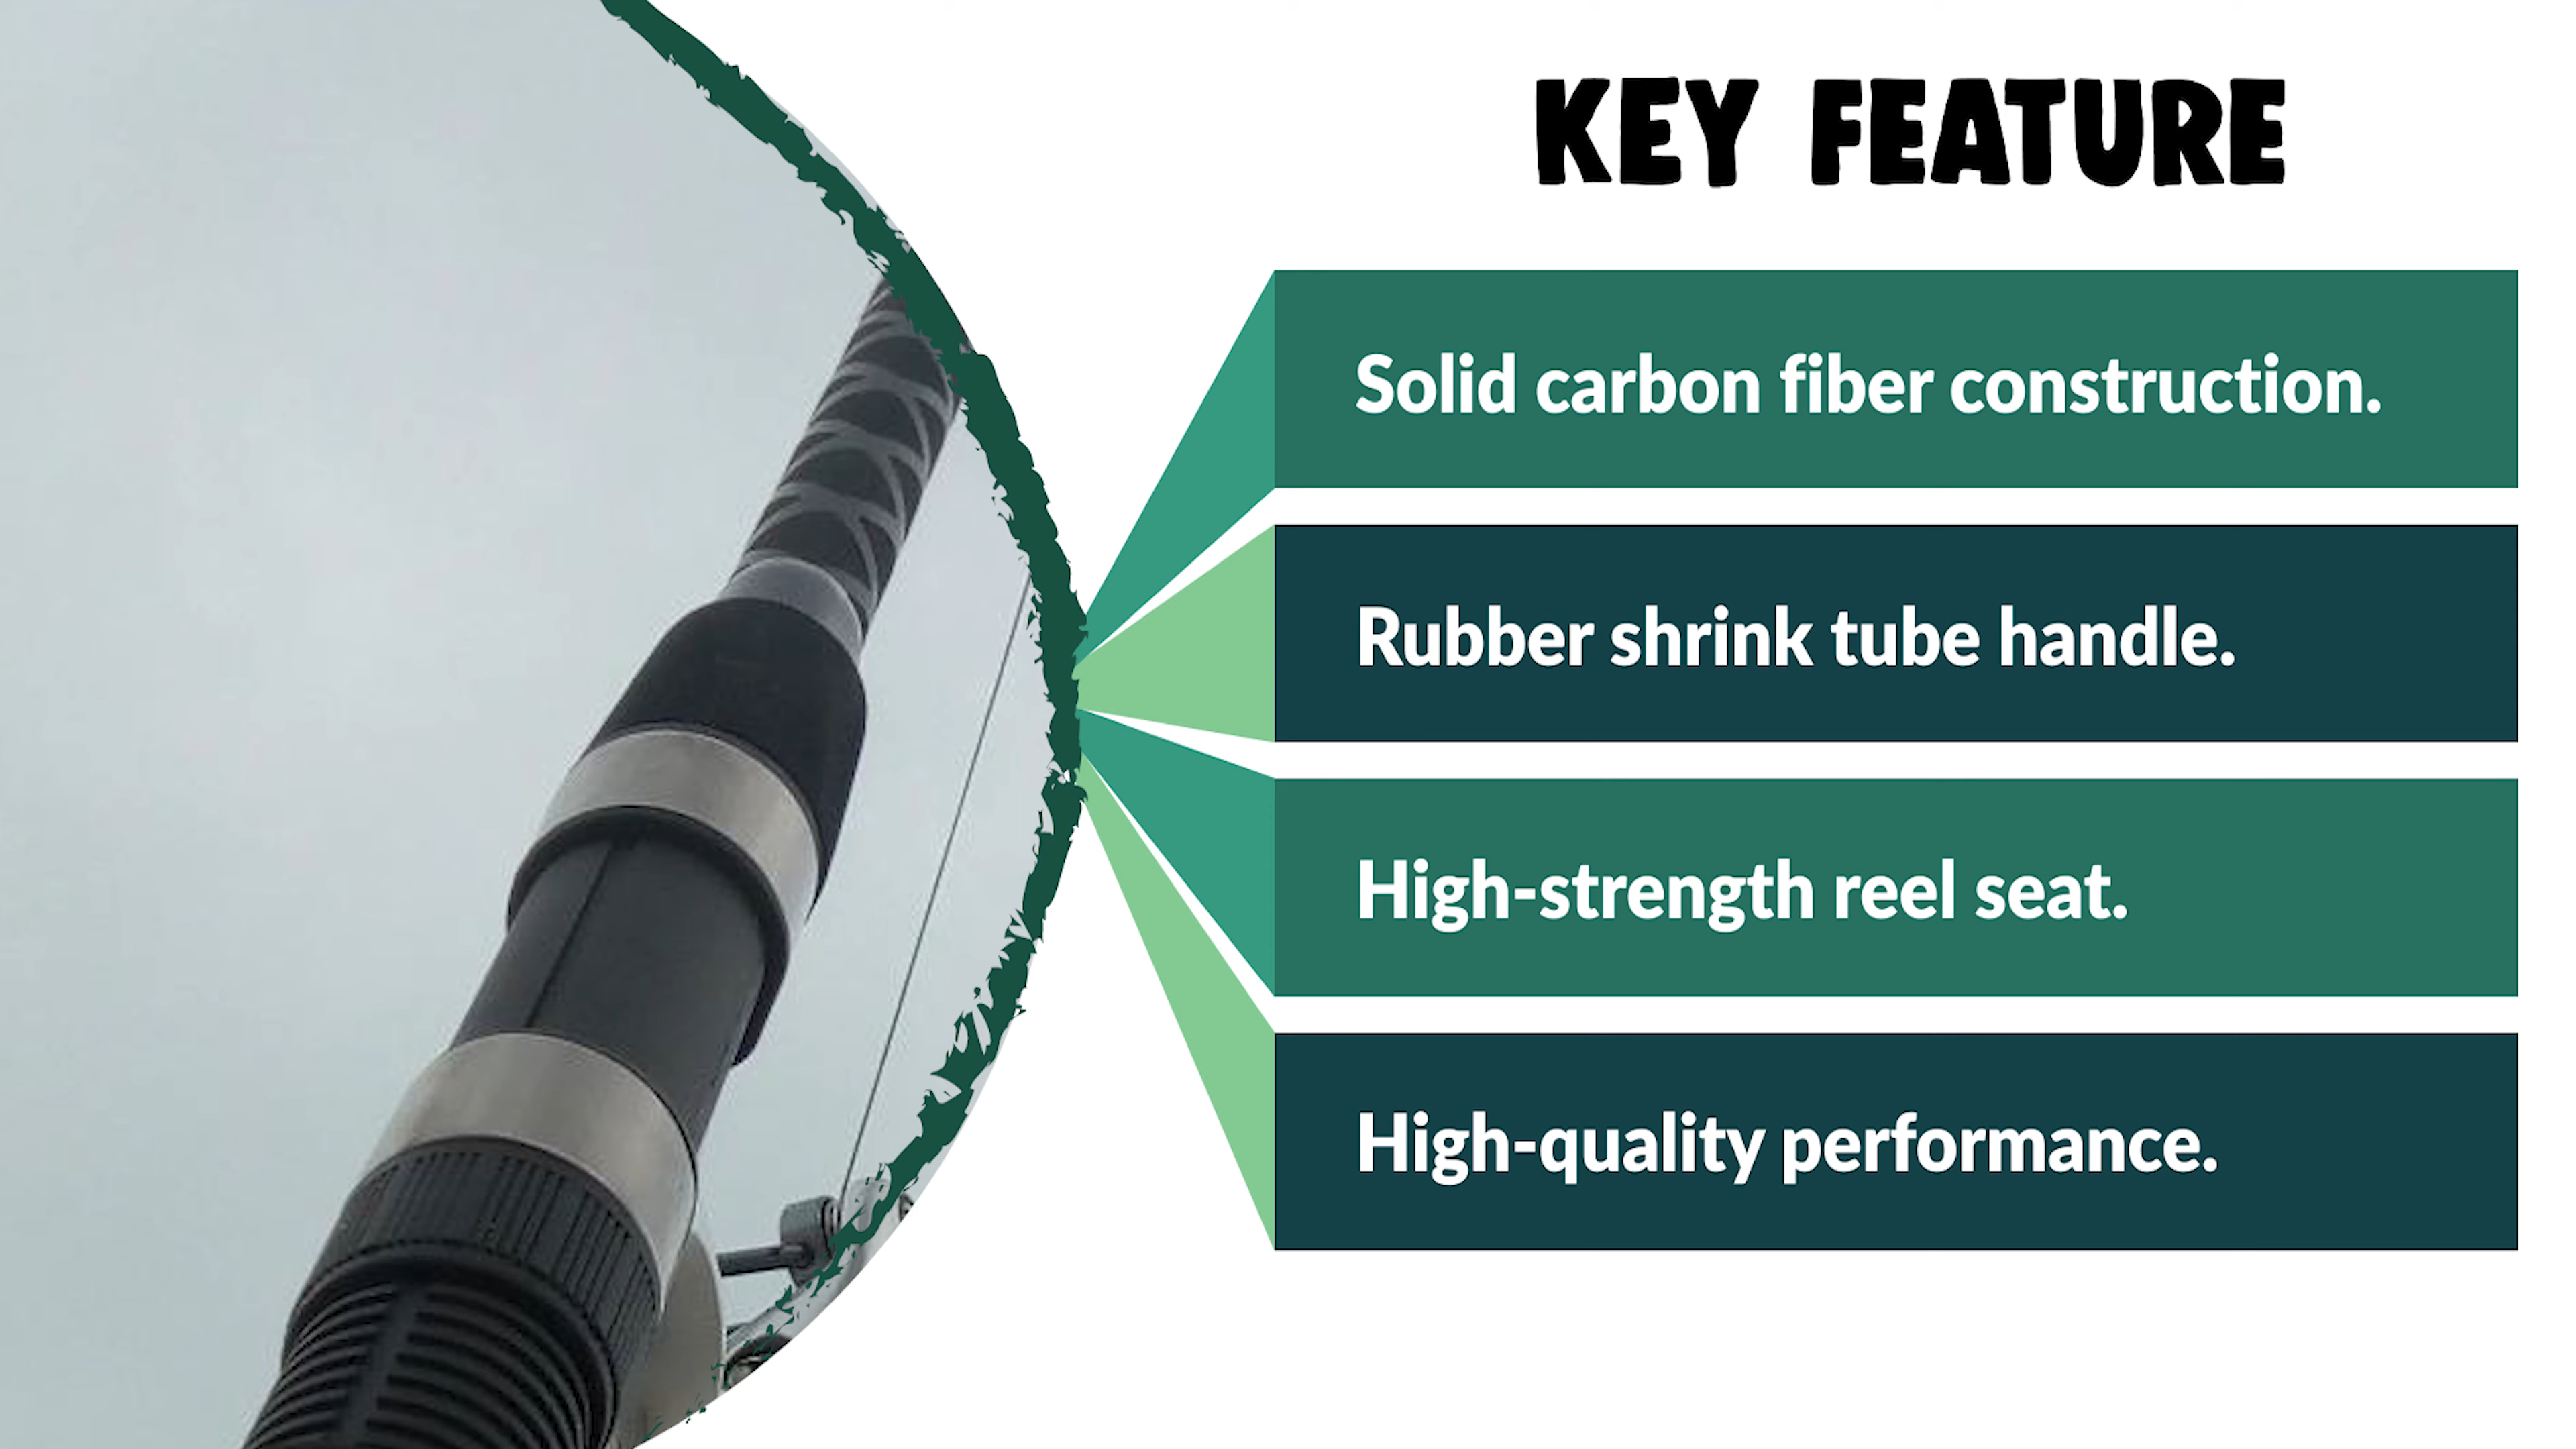 KEY FEATURE
Solid carbon fiber construction.
Rubber shrink tube handle.
High-strength reel seat.
High-quality performance.